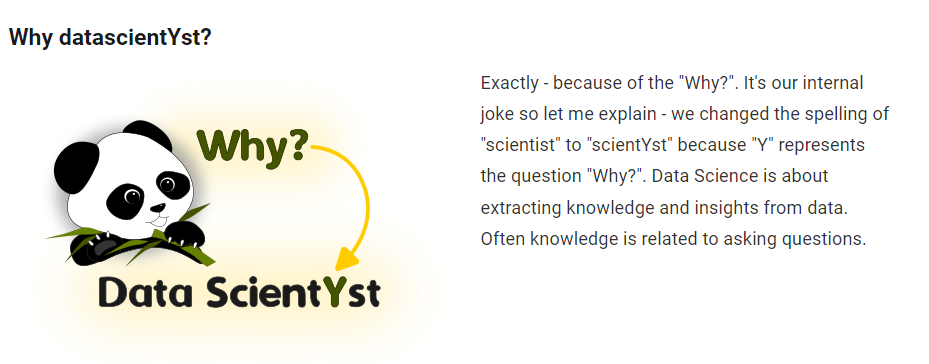 Why datascientYst?
Why?
Data ScientYst
Exactly - because of the "Why?". It's our internal
joke so let me explain - we changed the spelling of
"scientist" to "scientYst" because "Y" represents
the question "Why?". Data Science is about
extracting knowledge and insights from data.
Often knowledge is related to asking questions.